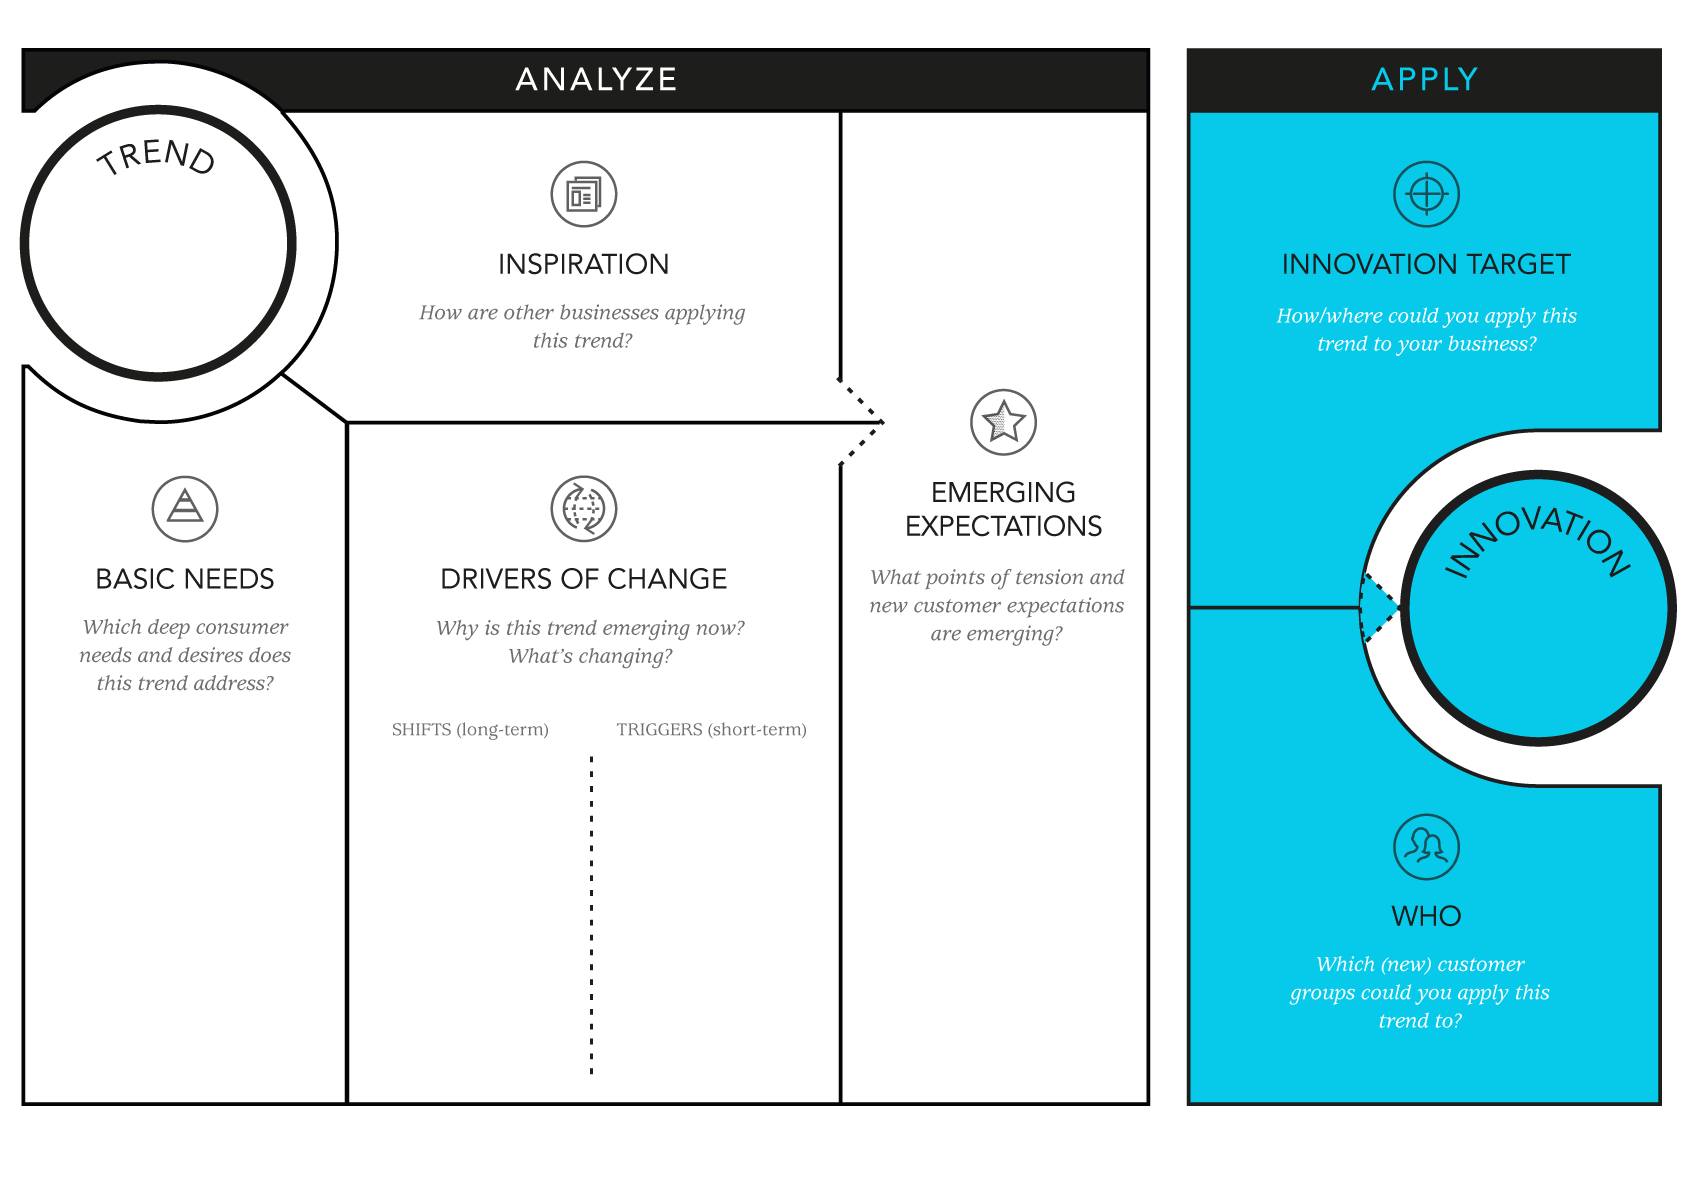 ANALYZE
TREND
INSPIRATION
How are other businesses applying
this trend?
BASIC NEEDS
Which deep consumer
needs and desires does
this trend address?
DRIVERS OF CHANGE
Why is this trend emerging now?
What's changing?
SHIFTS (long-term)
TRIGGERS (short-term)
EMERGING
EXPECTATIONS
What points of tension and
new customer expectations
are emerging?
APPLY
INNOVATION TARGET
How/where could you apply this
trend to your business?
INNOVATION
WHO
Which (new) customer
groups could you apply this
trend to?